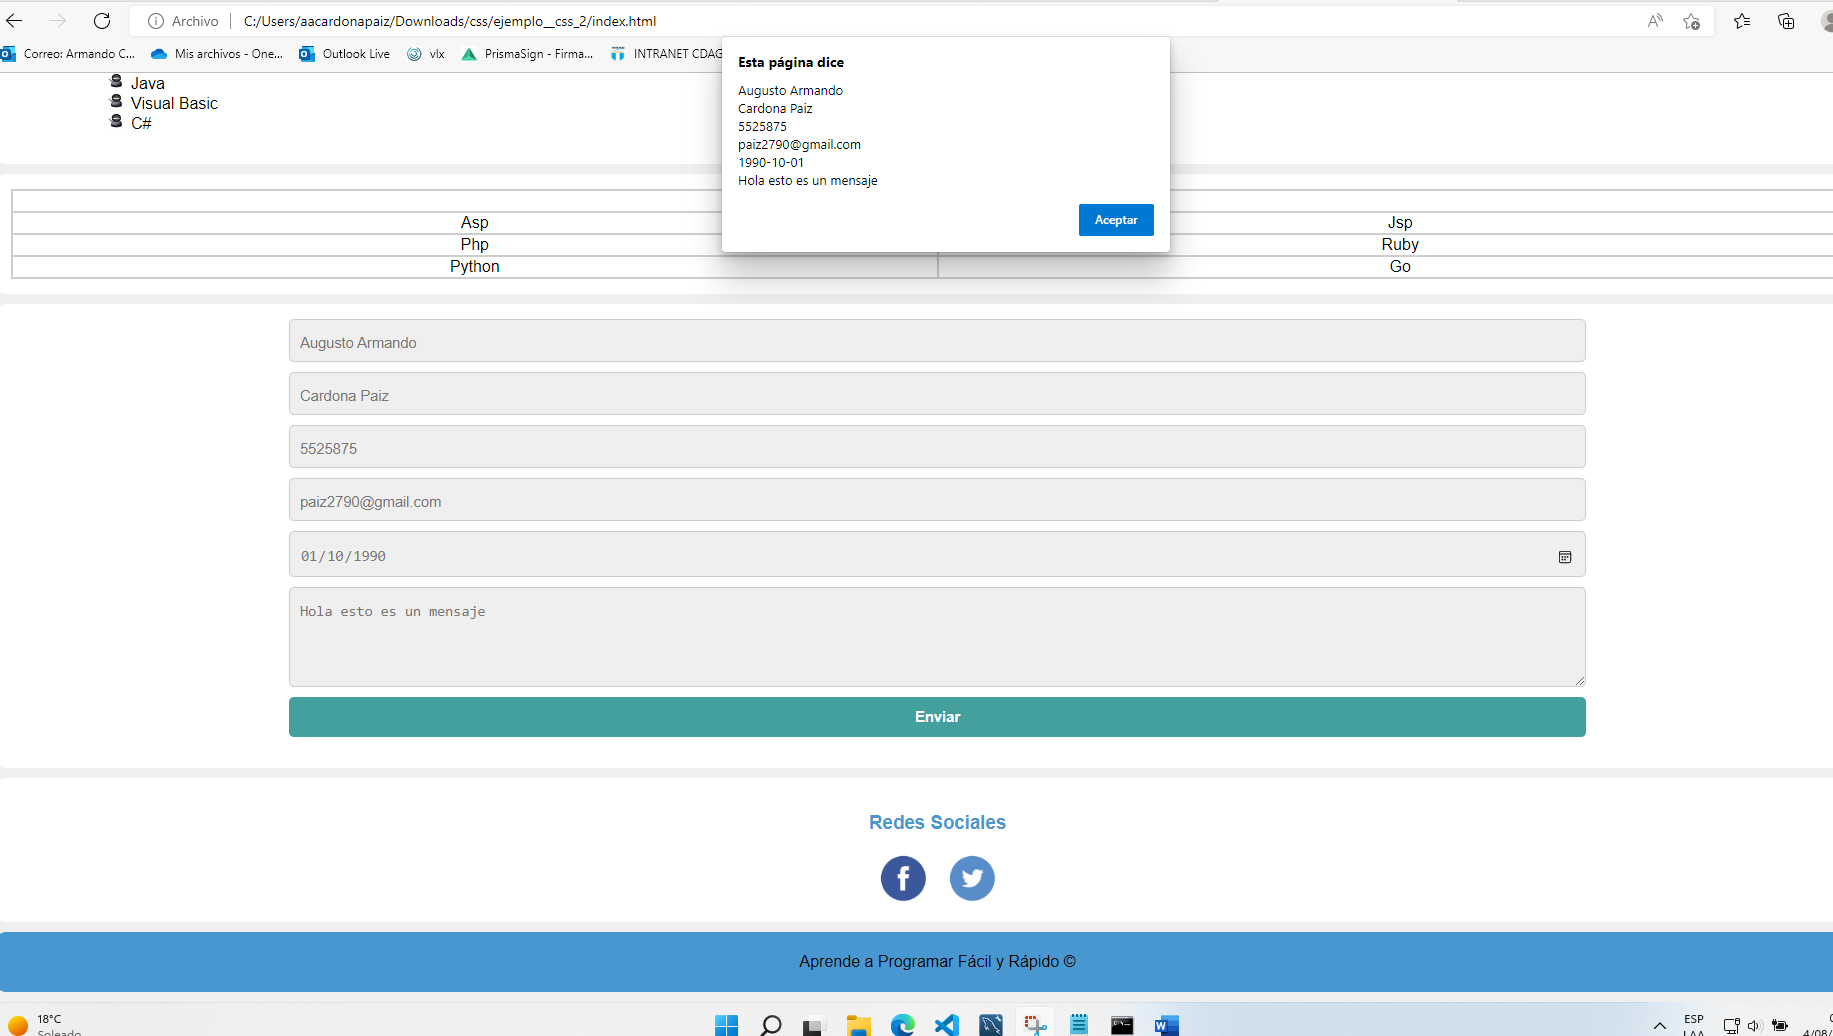 Archivo
C:/Users/aacardonapaiz/Downloads/css/ejemplo__css_2/index.html
Correo: Armando C...
Mis archivos - One...
Outlook Live
vlx
PrismaSign - Firma...
INTRANET CDAG
Esta página dice
Augusto Armando
Cardona Paiz
5525875
paiz2790@gmail.com
1990-10-01
Hola esto es un mensaje
Aceptar
Java
Visual Basic
C#
Asp
Jsp
Php
Ruby
Python
Go
Augusto Armando
Cardona Paiz
5525875
paiz2790@gmail.com
01/10/1990
Hola esto es un mensaje
Enviar
Redes Sociales
Aprende a Programar Fácil y Rápido ©
18°C
Soleado
ESP
LAA
4/08/